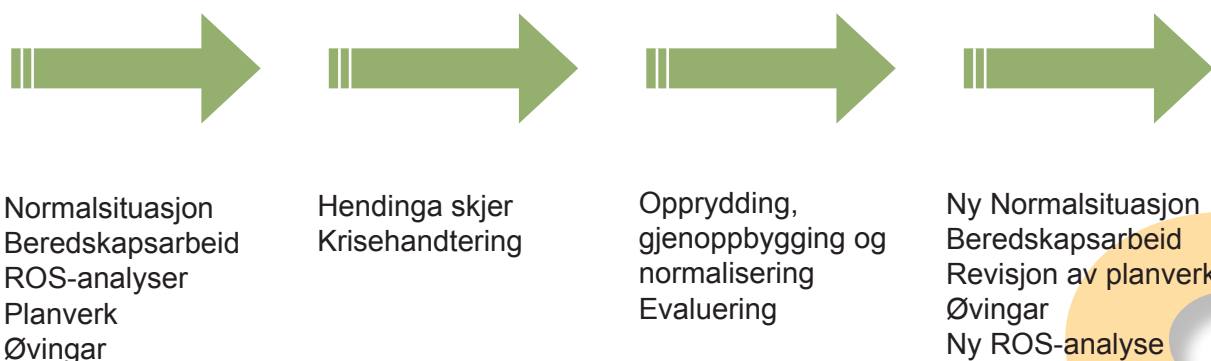 Normalsituasjon
Beredskapsarbeid
ROS-analyser
Planverk
Øvingar
Hendinga skjer
Krisehandtering
Opprydding,
gjenoppbygging og
normalisering
Evaluering
Ny Normalsituasjon
Beredskapsarbeid
Revisjon av planverk
Øvingar
Ny ROS-analyse